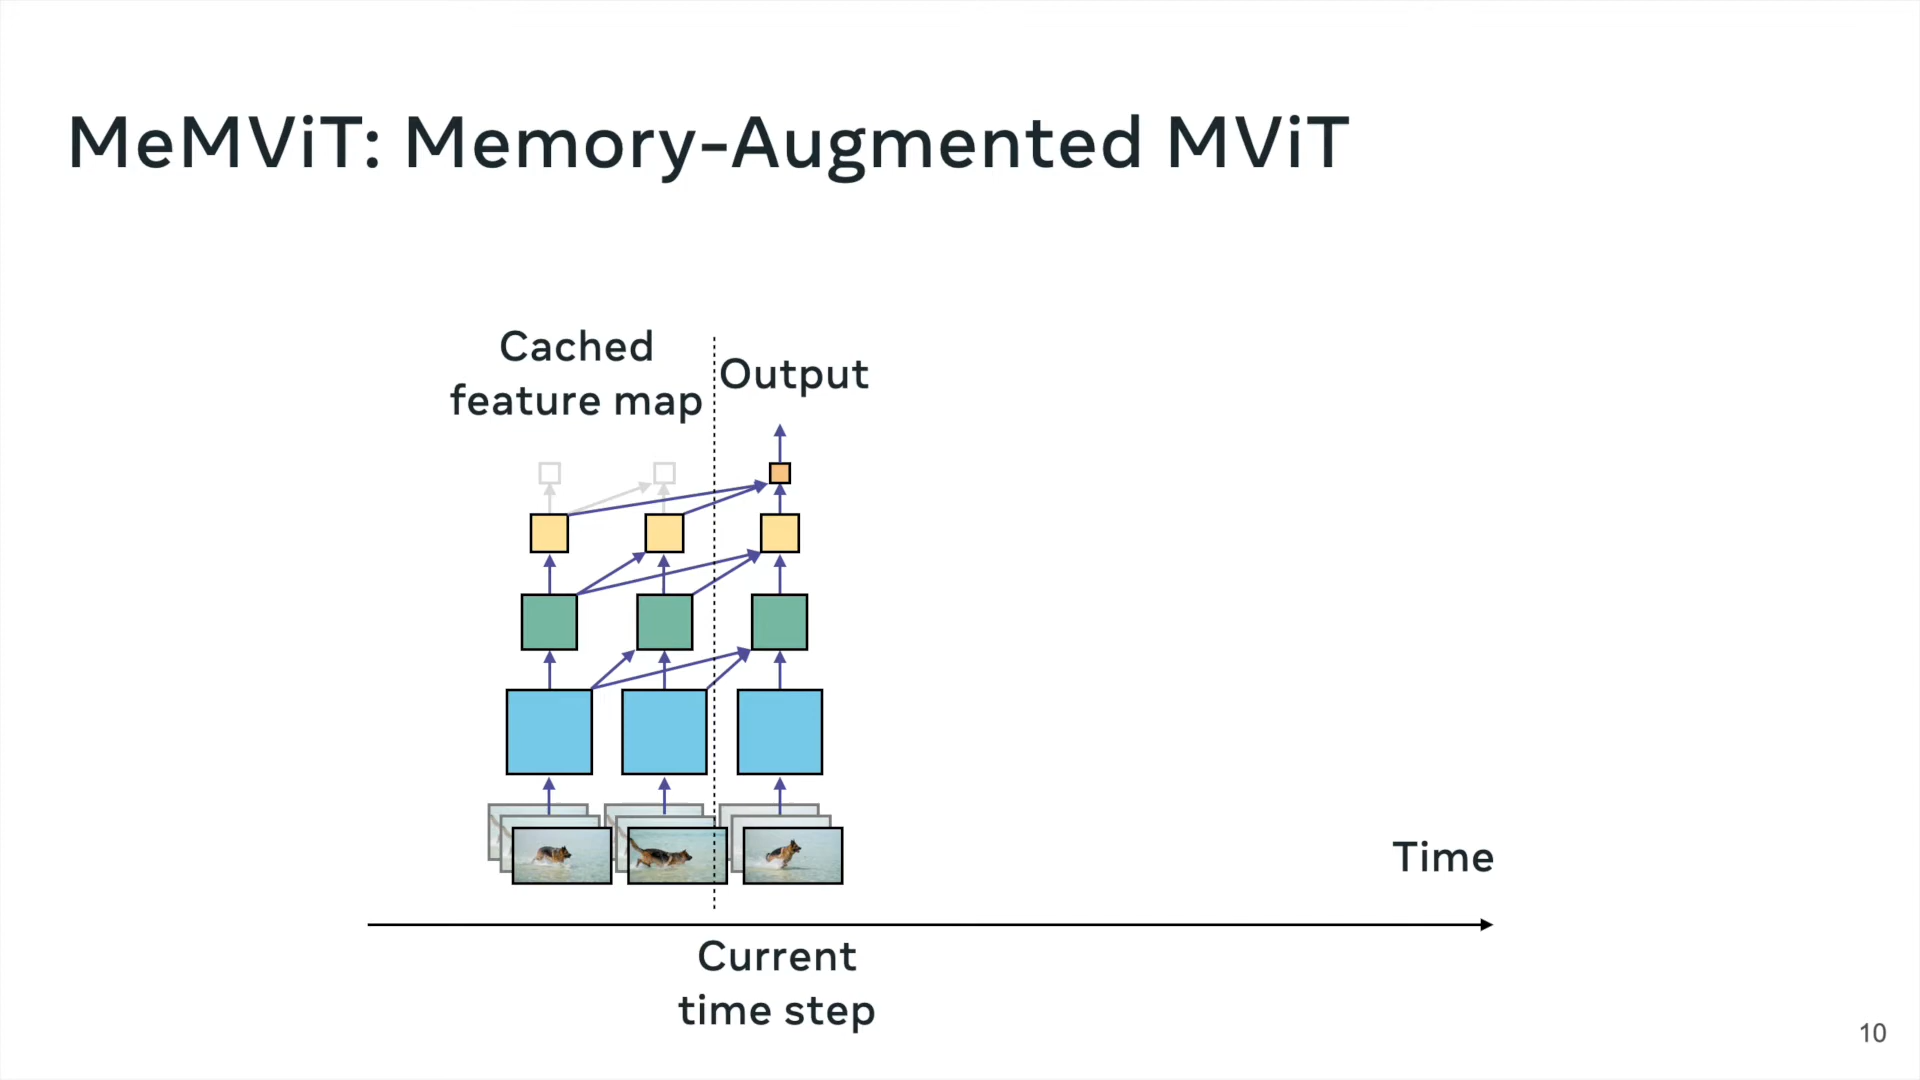 MeMViT: Memory-Augmented MViT
Cached
feature map
Output
Time
Current
time step
10